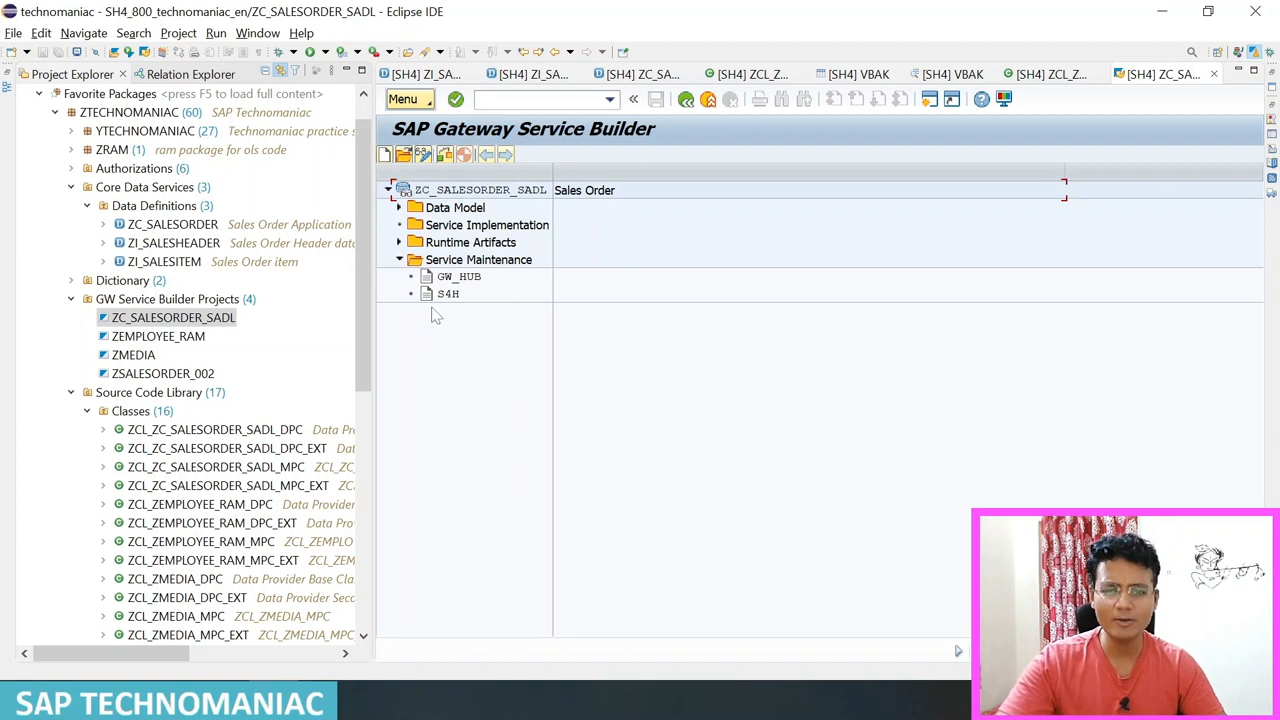 technomaniac - SH4_800_technomaniac_en/ZC_SALESORDER_SADL - Eclipse IDE
File Edit Navigate Search Project Run Window Help
Project Explorer
Relation Explorer
[SH4] ZI_SA...
[SH4] ZI_SA...
[SH4] ZC_SA...
[SH4] ZCL_Z...
[SH4] VBAK
[SH4] VBAK
[SH4] ZCL_Z...
[SH4] ZC_SA...
Favorite Packages <press F5 to load full content>
ZTECHNOMANIAC (60) SAP Technomaniac
YTECHNOMANIAC (27) Technomaniac practice s
ZRAM (1) ram package for ols code
Authorizations (6)
Core Data Services (3)
Data Definitions (3)
ZC_SALESORDER Sales Order Application
ZI_SALESHEADER Sales Order Header data
ZI_SALESITEM Sales Order item
Dictionary (2)
GW Service Builder Projects (4)
ZC_SALESORDER_SADL
ZEMPLOYEE_RAM
ZMEDIA
ZSALESORDER_002
Source Code Library (17)
Classes (16)
ZCL_ZC_SALESORDER_SADL_DPC Data Pro
ZCL_ZC_SALESORDER_SADL_DPC_EXT Dat
ZCL_ZC_SALESORDER_SADL_MPC ZCL_ZC
ZCL_ZC_SALESORDER_SADL_MPC_EXT ZCL
ZCL_ZEMPLOYEE_RAM_DPC Data Provider
ZCL_ZEMPLOYEE_RAM_DPC_EXT Data Prov
ZCL_ZEMPLOYEE_RAM_MPC ZCL_ZEMPLO
ZCL_ZEMPLOYEE_RAM_MPC_EXT ZCL_ZEM
ZCL_ZMEDIA_DPC Data Provider Base Cla
ZCL_ZMEDIA_DPC_EXT Data Provider Seco
ZCL_ZMEDIA_MPC ZCL_ZMEDIA_MPC
ZCL_ZMEDIA_MPC_EXT ZCL_ZMEDIA_MPC
Menu
SAP Gateway Service Builder
ZC_SALESORDER_SADL Sales Order
Data Model
Service Implementation
Runtime Artifacts
Service Maintenance
GW_HUB
S4H
SAP TECHNOMANIAC